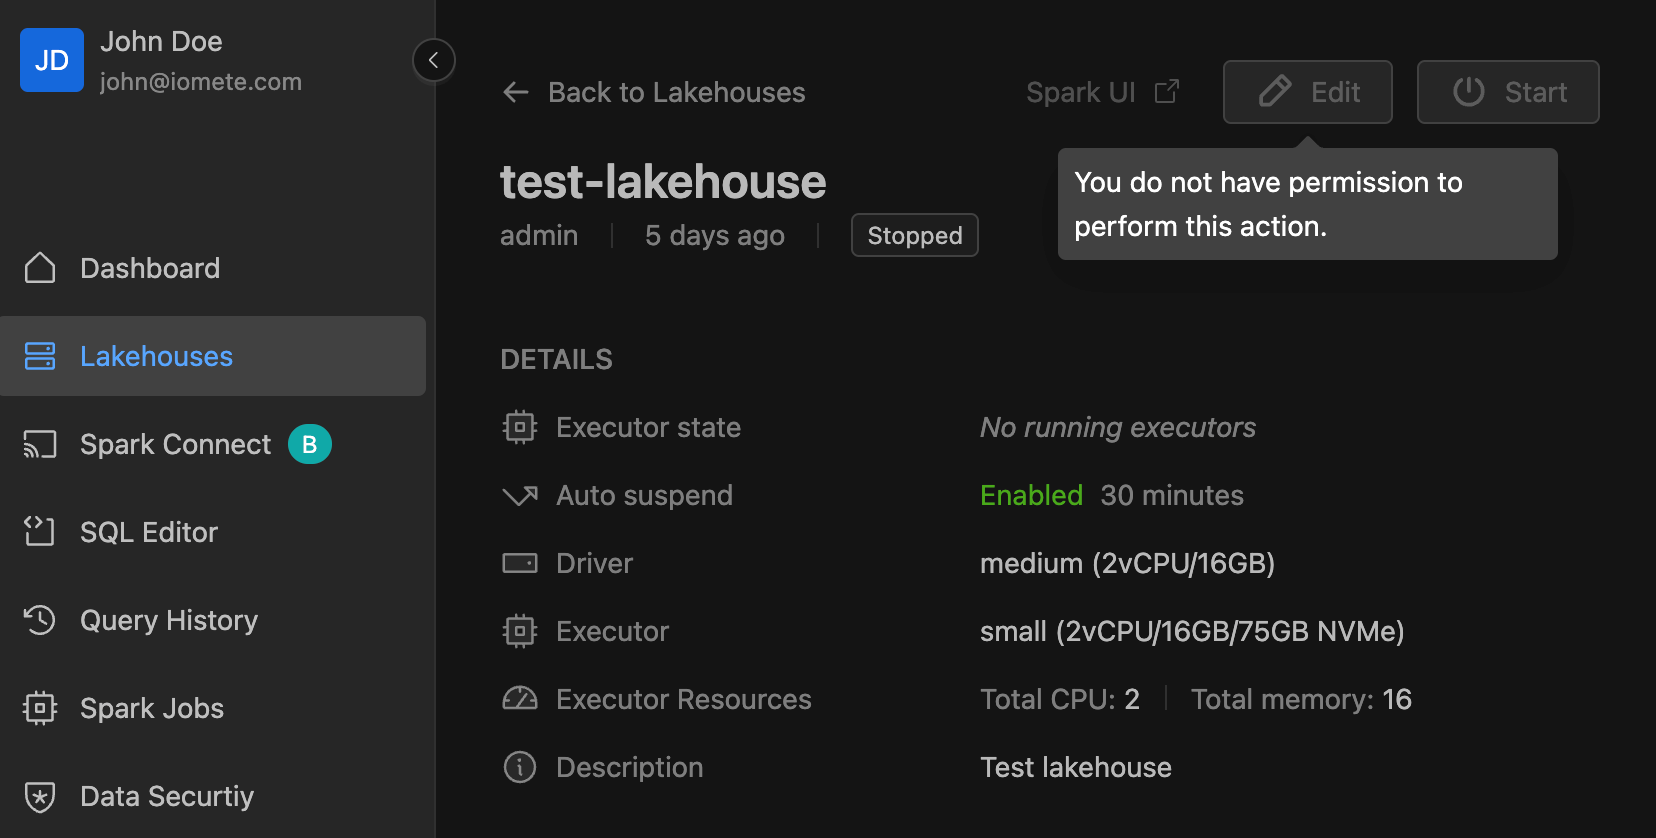 JD
John Doe
john@iomete.com
Dashboard
Lakehouses
Spark Connect B
SQL Editor
Query History
Spark Jobs
Data Securtiy
Back to Lakehouses
Spark UI
Edit
Start
You do not have permission to
perform this action.
test-lakehouse
admin 5 days ago Stopped
DETAILS
Executor state No running executors
Auto suspend Enabled 30 minutes
Driver medium (2vCPU/16GB)
Executor small (2vCPU/16GB/75GB NVMe)
Executor Resources Total CPU: 2 Total memory: 16
Description Test lakehouse